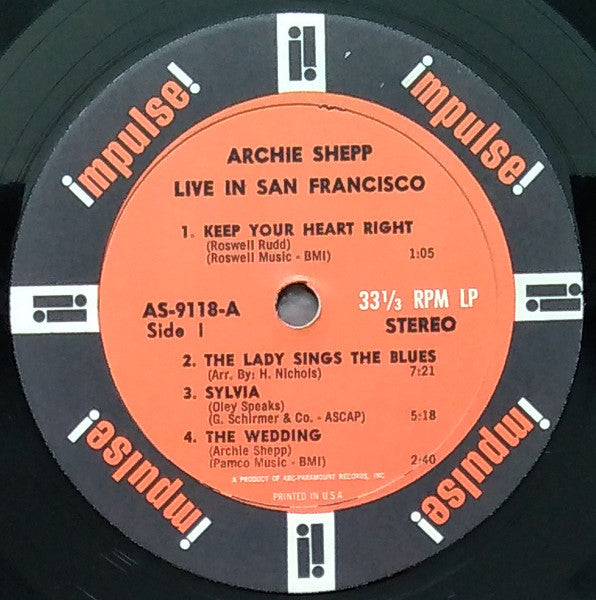 impulse!
impulse!
ARCHIE SHEPP
LIVE IN SAN FRANCISCO
1. KEEP YOUR HEART RIGHT
(Roswell Rudd)
(Roswell Music - BMI) 1:05
AS-9118-A 33⅓ RPM LP
Side 1 STEREO
2. THE LADY SINGS THE BLUES
(Arr. By: H. Nichols) 7:21
3. SYLVIA
(Oley Speaks)
(G. Schirmer & Co. - ASCAP) 5:18
4. THE WEDDING
(Archie Shepp)
(Pamco Music - BMI) 2:40
A PRODUCT OF ABC-PARAMOUNT RECORDS, INC.
PRINTED IN U.S.A.
impulse!
impulse!